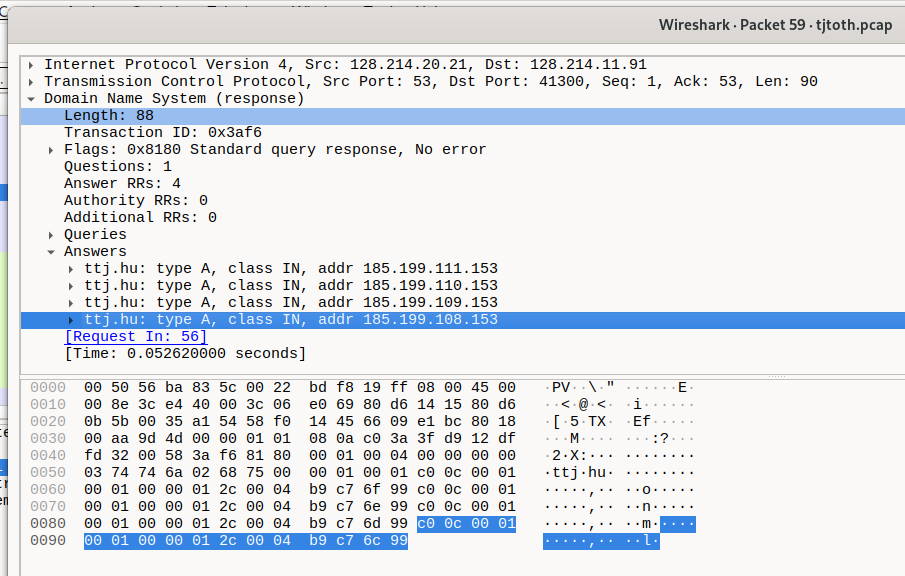 Wireshark · Packet 59 · tjtoth.pcap
Internet Protocol Version 4, Src: 128.214.20.21, Dst: 128.214.11.91
Transmission Control Protocol, Src Port: 53, Dst Port: 41300, Seq: 1, Ack: 53, Len: 90
Domain Name System (response)
Length: 88
Transaction ID: 0x3af6
Flags: 0x8180 Standard query response, No error
Questions: 1
Answer RRs: 4
Authority RRs: 0
Additional RRs: 0
Queries
Answers
ttj.hu: type A, class IN, addr 185.199.111.153
ttj.hu: type A, class IN, addr 185.199.110.153
ttj.hu: type A, class IN, addr 185.199.109.153
ttj.hu: type A, class IN, addr 185.199.108.153
[Request In: 56]
[Time: 0.052620000 seconds]
0000 00 50 56 ba 83 5c 00 22 bd f8 19 ff 08 00 45 00 ·PV··\·" ······E·
0010 00 8e 3c e4 40 00 3c 06 e0 69 80 d6 14 15 80 d6 ··<·@·<· ·i······
0020 0b 5b 00 35 a1 54 58 f0 14 45 66 09 e1 bc 80 18 ·[·5·TX· ·Ef·····
0030 00 aa 9d 4d 00 00 01 01 08 0a c0 3a 3f d9 12 df ···M···· ···:?···
0040 fd 32 00 58 3a f6 81 80 00 01 00 04 00 00 00 00 ·2·X:··· ········
0050 03 74 74 6a 02 68 75 00 00 01 00 01 c0 0c 00 01 ·ttj·hu· ········
0060 00 01 00 00 01 2c 00 04 b9 c7 6f 99 c0 0c 00 01 ·····,·· ··o·····
0070 00 01 00 00 01 2c 00 04 b9 c7 6e 99 c0 0c 00 01 ·····,·· ··n·····
0080 00 01 00 00 01 2c 00 04 b9 c7 6d 99 c0 0c 00 01 ·····,·· ··m·····
0090 00 01 00 00 01 2c 00 04 b9 c7 6c 99 ·····,·· ··l·